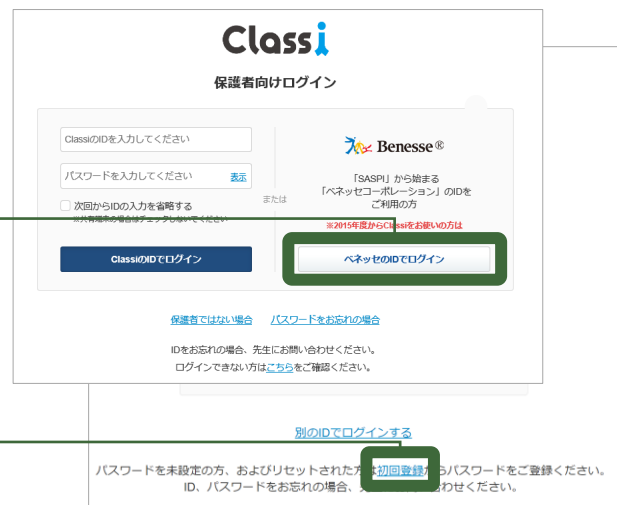 Classi
保護者向けログイン
ClassiのIDを入力してください
パスワードを入力してください
表示
次回からIDの入力を省略する
※共有端末の場合はチェックしないでください
ClassiのIDでログイン
または
Benesse®
「SASPI」から始まる
「ベネッセコーポレーション」のIDを
ご利用の方
※2015年度からClassiをお使いの方は
ベネッセのIDでログイン
保護者ではない場合 パスワードをお忘れの場合
IDをお忘れの場合、先生にお問い合わせください。
ログインできない方はこちらをご確認ください。
別のIDでログインする
パスワードを未設定の方、およびリセットされた方は初回登録からパスワードをご登録ください。
ID、パスワードをお忘れの場合、合わせください。